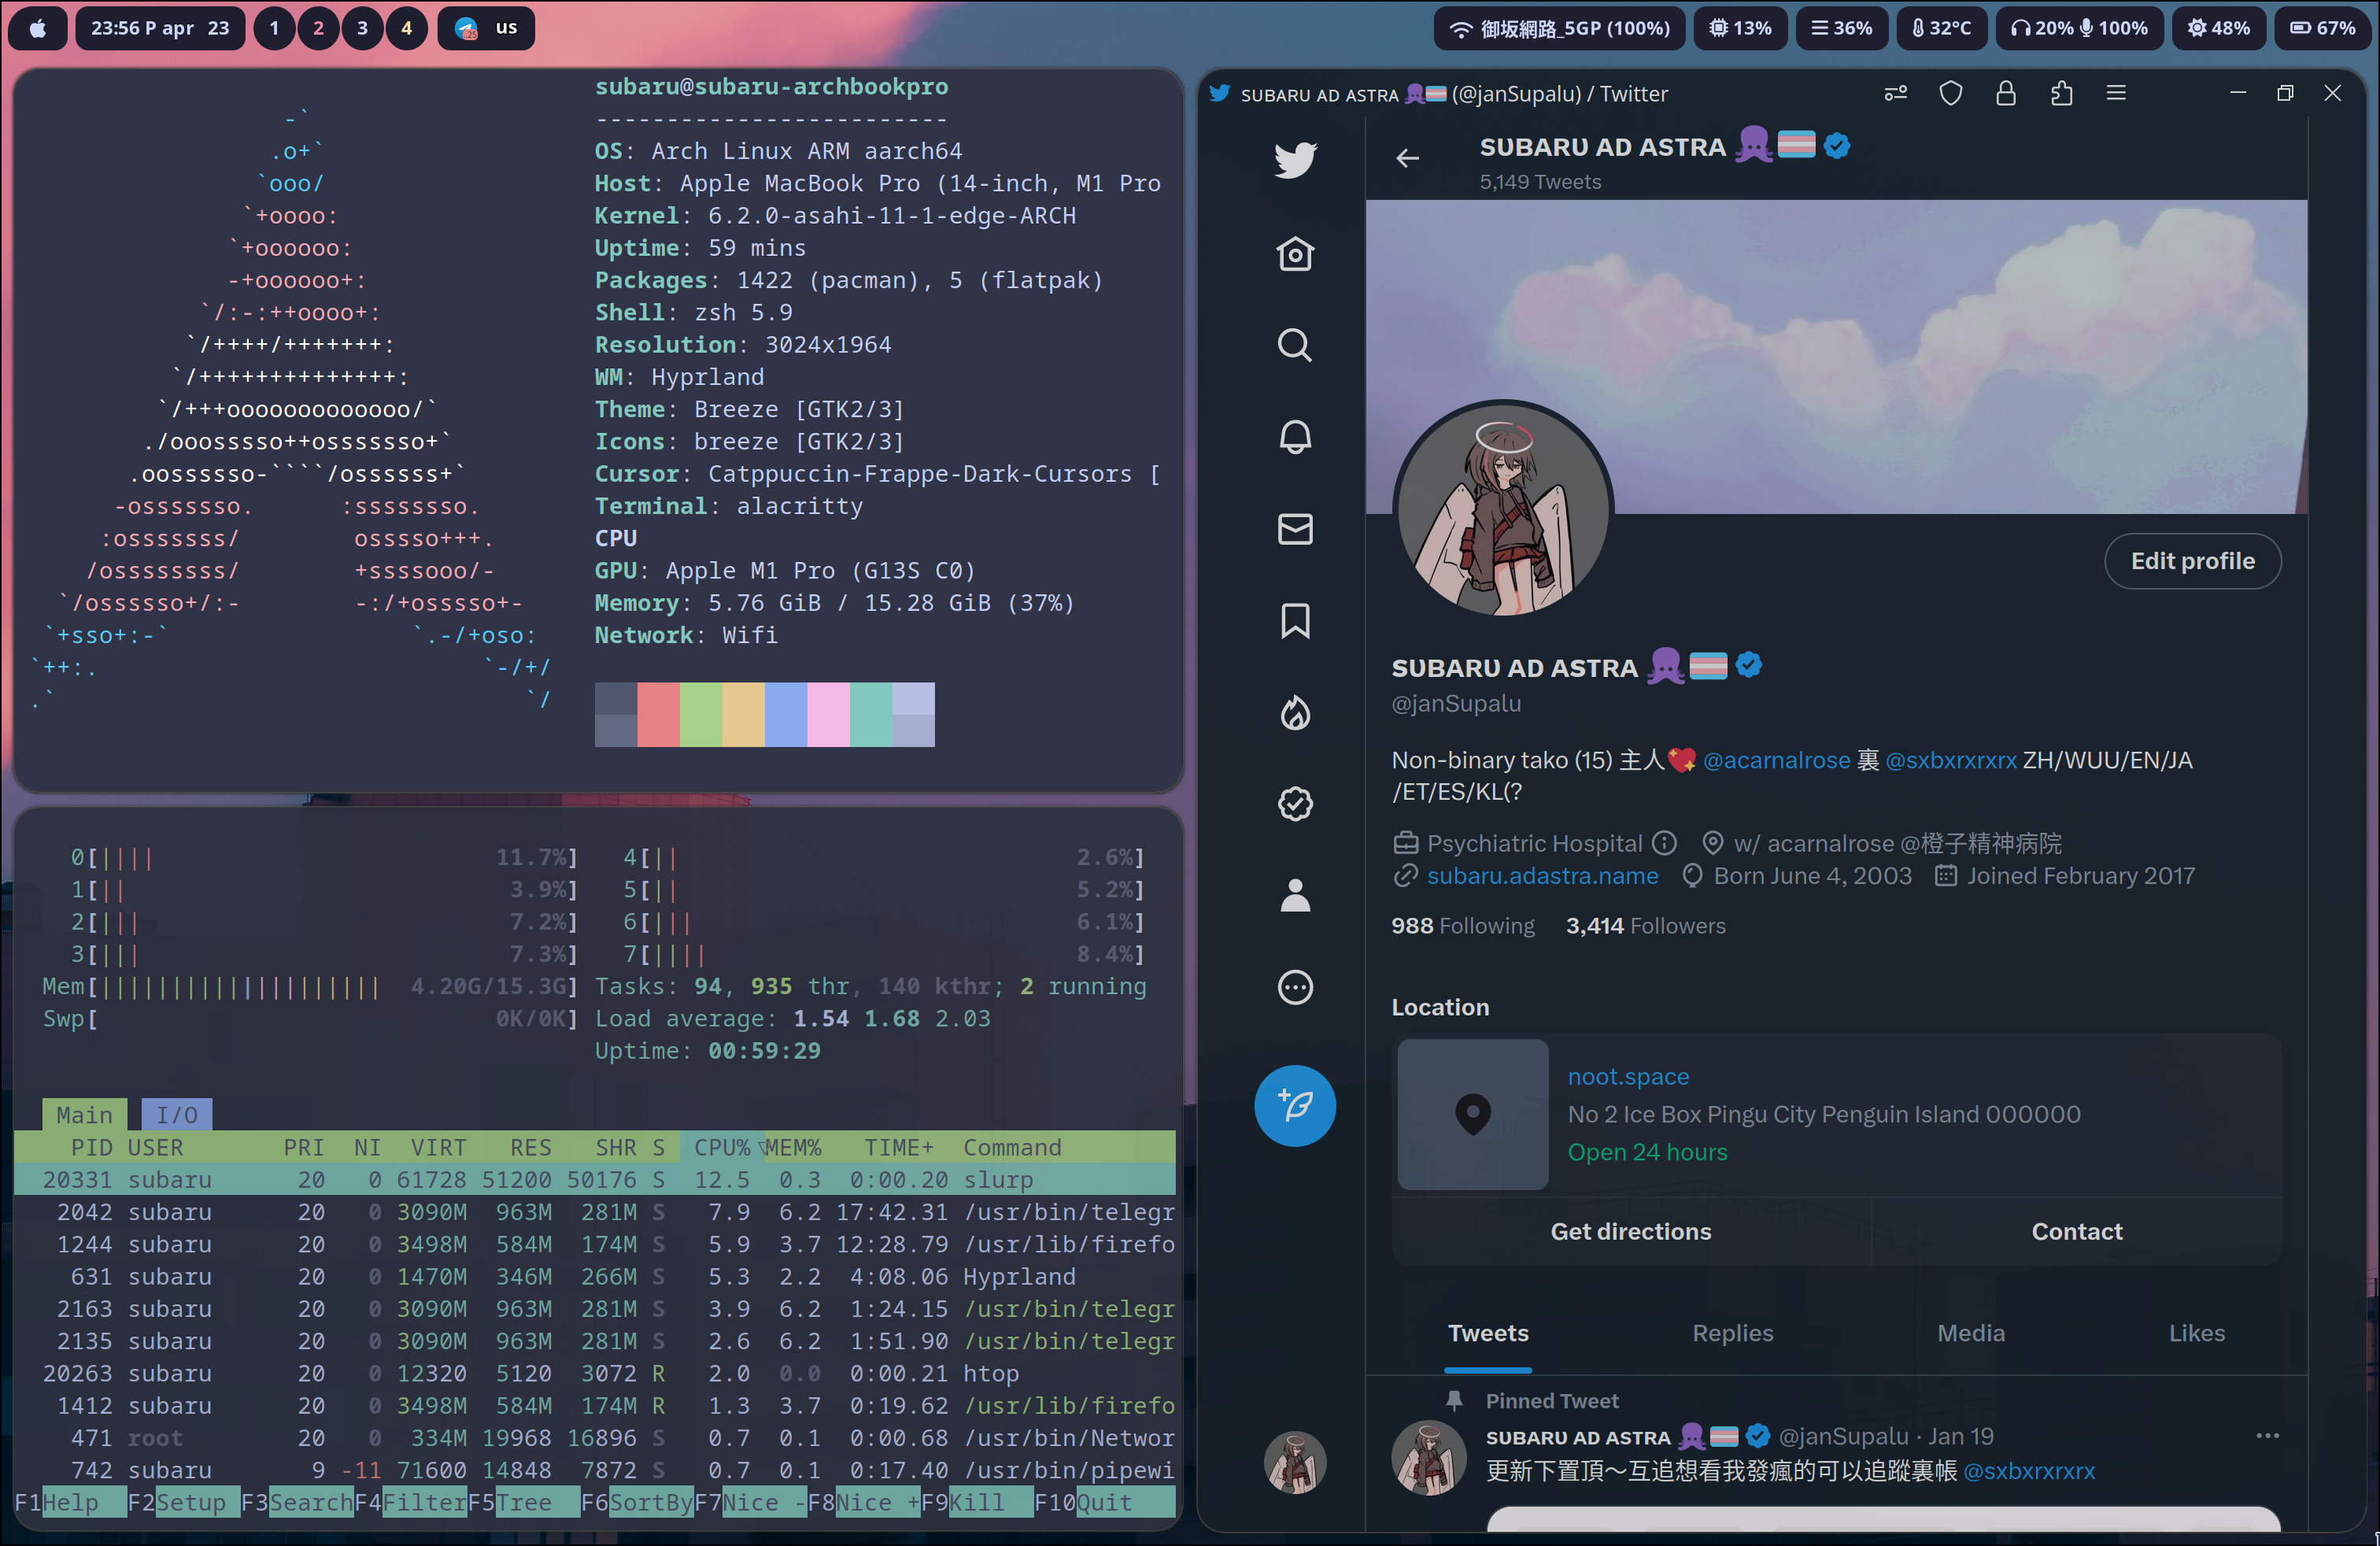 23:56 P apr 23
1 2 3 4
us
御坂網路_5GP (100%)
13%
36%
32°C
20% 100%
48%
67%
subaru@subaru-archbookpro
-------------------------
OS: Arch Linux ARM aarch64
Host: Apple MacBook Pro (14-inch, M1 Pro
Kernel: 6.2.0-asahi-11-1-edge-ARCH
Uptime: 59 mins
Packages: 1422 (pacman), 5 (flatpak)
Shell: zsh 5.9
Resolution: 3024x1964
WM: Hyprland
Theme: Breeze [GTK2/3]
Icons: breeze [GTK2/3]
Cursor: Catppuccin-Frappe-Dark-Cursors [
Terminal: alacritty
CPU
GPU: Apple M1 Pro (G13S C0)
Memory: 5.76 GiB / 15.28 GiB (37%)
Network: Wifi
0[|||| 11.7%] 4[|| 2.6%]
1[|| 3.9%] 5[|| 5.2%]
2[||| 7.2%] 6[||| 6.1%]
3[||| 7.3%] 7[|||| 8.4%]
Mem[|||||||||||||||||||| 4.20G/15.3G] Tasks: 94, 935 thr, 140 kthr; 2 running
Swp[ 0K/0K] Load average: 1.54 1.68 2.03
Uptime: 00:59:29
Main I/O
PID USER PRI NI VIRT RES SHR S CPU%▽MEM% TIME+ Command
20331 subaru 20 0 61728 51200 50176 S 12.5 0.3 0:00.20 slurp
2042 subaru 20 0 3090M 963M 281M S 7.9 6.2 17:42.31 /usr/bin/telegr
1244 subaru 20 0 3498M 584M 174M S 5.9 3.7 12:28.79 /usr/lib/firefo
631 subaru 20 0 1470M 346M 266M S 5.3 2.2 4:08.06 Hyprland
2163 subaru 20 0 3090M 963M 281M S 3.9 6.2 1:24.15 /usr/bin/telegr
2135 subaru 20 0 3090M 963M 281M S 2.6 6.2 1:51.90 /usr/bin/telegr
20263 subaru 20 0 12320 5120 3072 R 2.0 0.0 0:00.21 htop
1412 subaru 20 0 3498M 584M 174M R 1.3 3.7 0:19.62 /usr/lib/firefo
471 root 20 0 334M 19968 16896 S 0.7 0.1 0:00.68 /usr/bin/Networ
742 subaru 9 -11 71600 14848 7872 S 0.7 0.1 0:17.40 /usr/bin/pipewi
F1Help F2Setup F3SearchF4FilterF5Tree F6SortByF7Nice -F8Nice +F9Kill F10Quit
SUBARU AD ASTRA 🐙🏳️‍⚧️ (@janSupalu) / Twitter
SUBARU AD ASTRA 🐙🏳️‍⚧️
5,149 Tweets
Edit profile
SUBARU AD ASTRA 🐙🏳️‍⚧️
@janSupalu
Non-binary tako (15) 主人💖 @acarnalrose 裏 @sxbxrxrxrx ZH/WUU/EN/JA
/ET/ES/KL(?
Psychiatric Hospital w/ acarnalrose @橙子精神病院
subaru.adastra.name Born June 4, 2003 Joined February 2017
988 Following 3,414 Followers
Location
noot.space
No 2 Ice Box Pingu City Penguin Island 000000
Open 24 hours
Get directions Contact
Tweets Replies Media Likes
Pinned Tweet
SUBARU AD ASTRA 🐙🏳️‍⚧️ @janSupalu · Jan 19
更新下置頂～互追想看我發瘋的可以追蹤裏帳 @sxbxrxrxrx